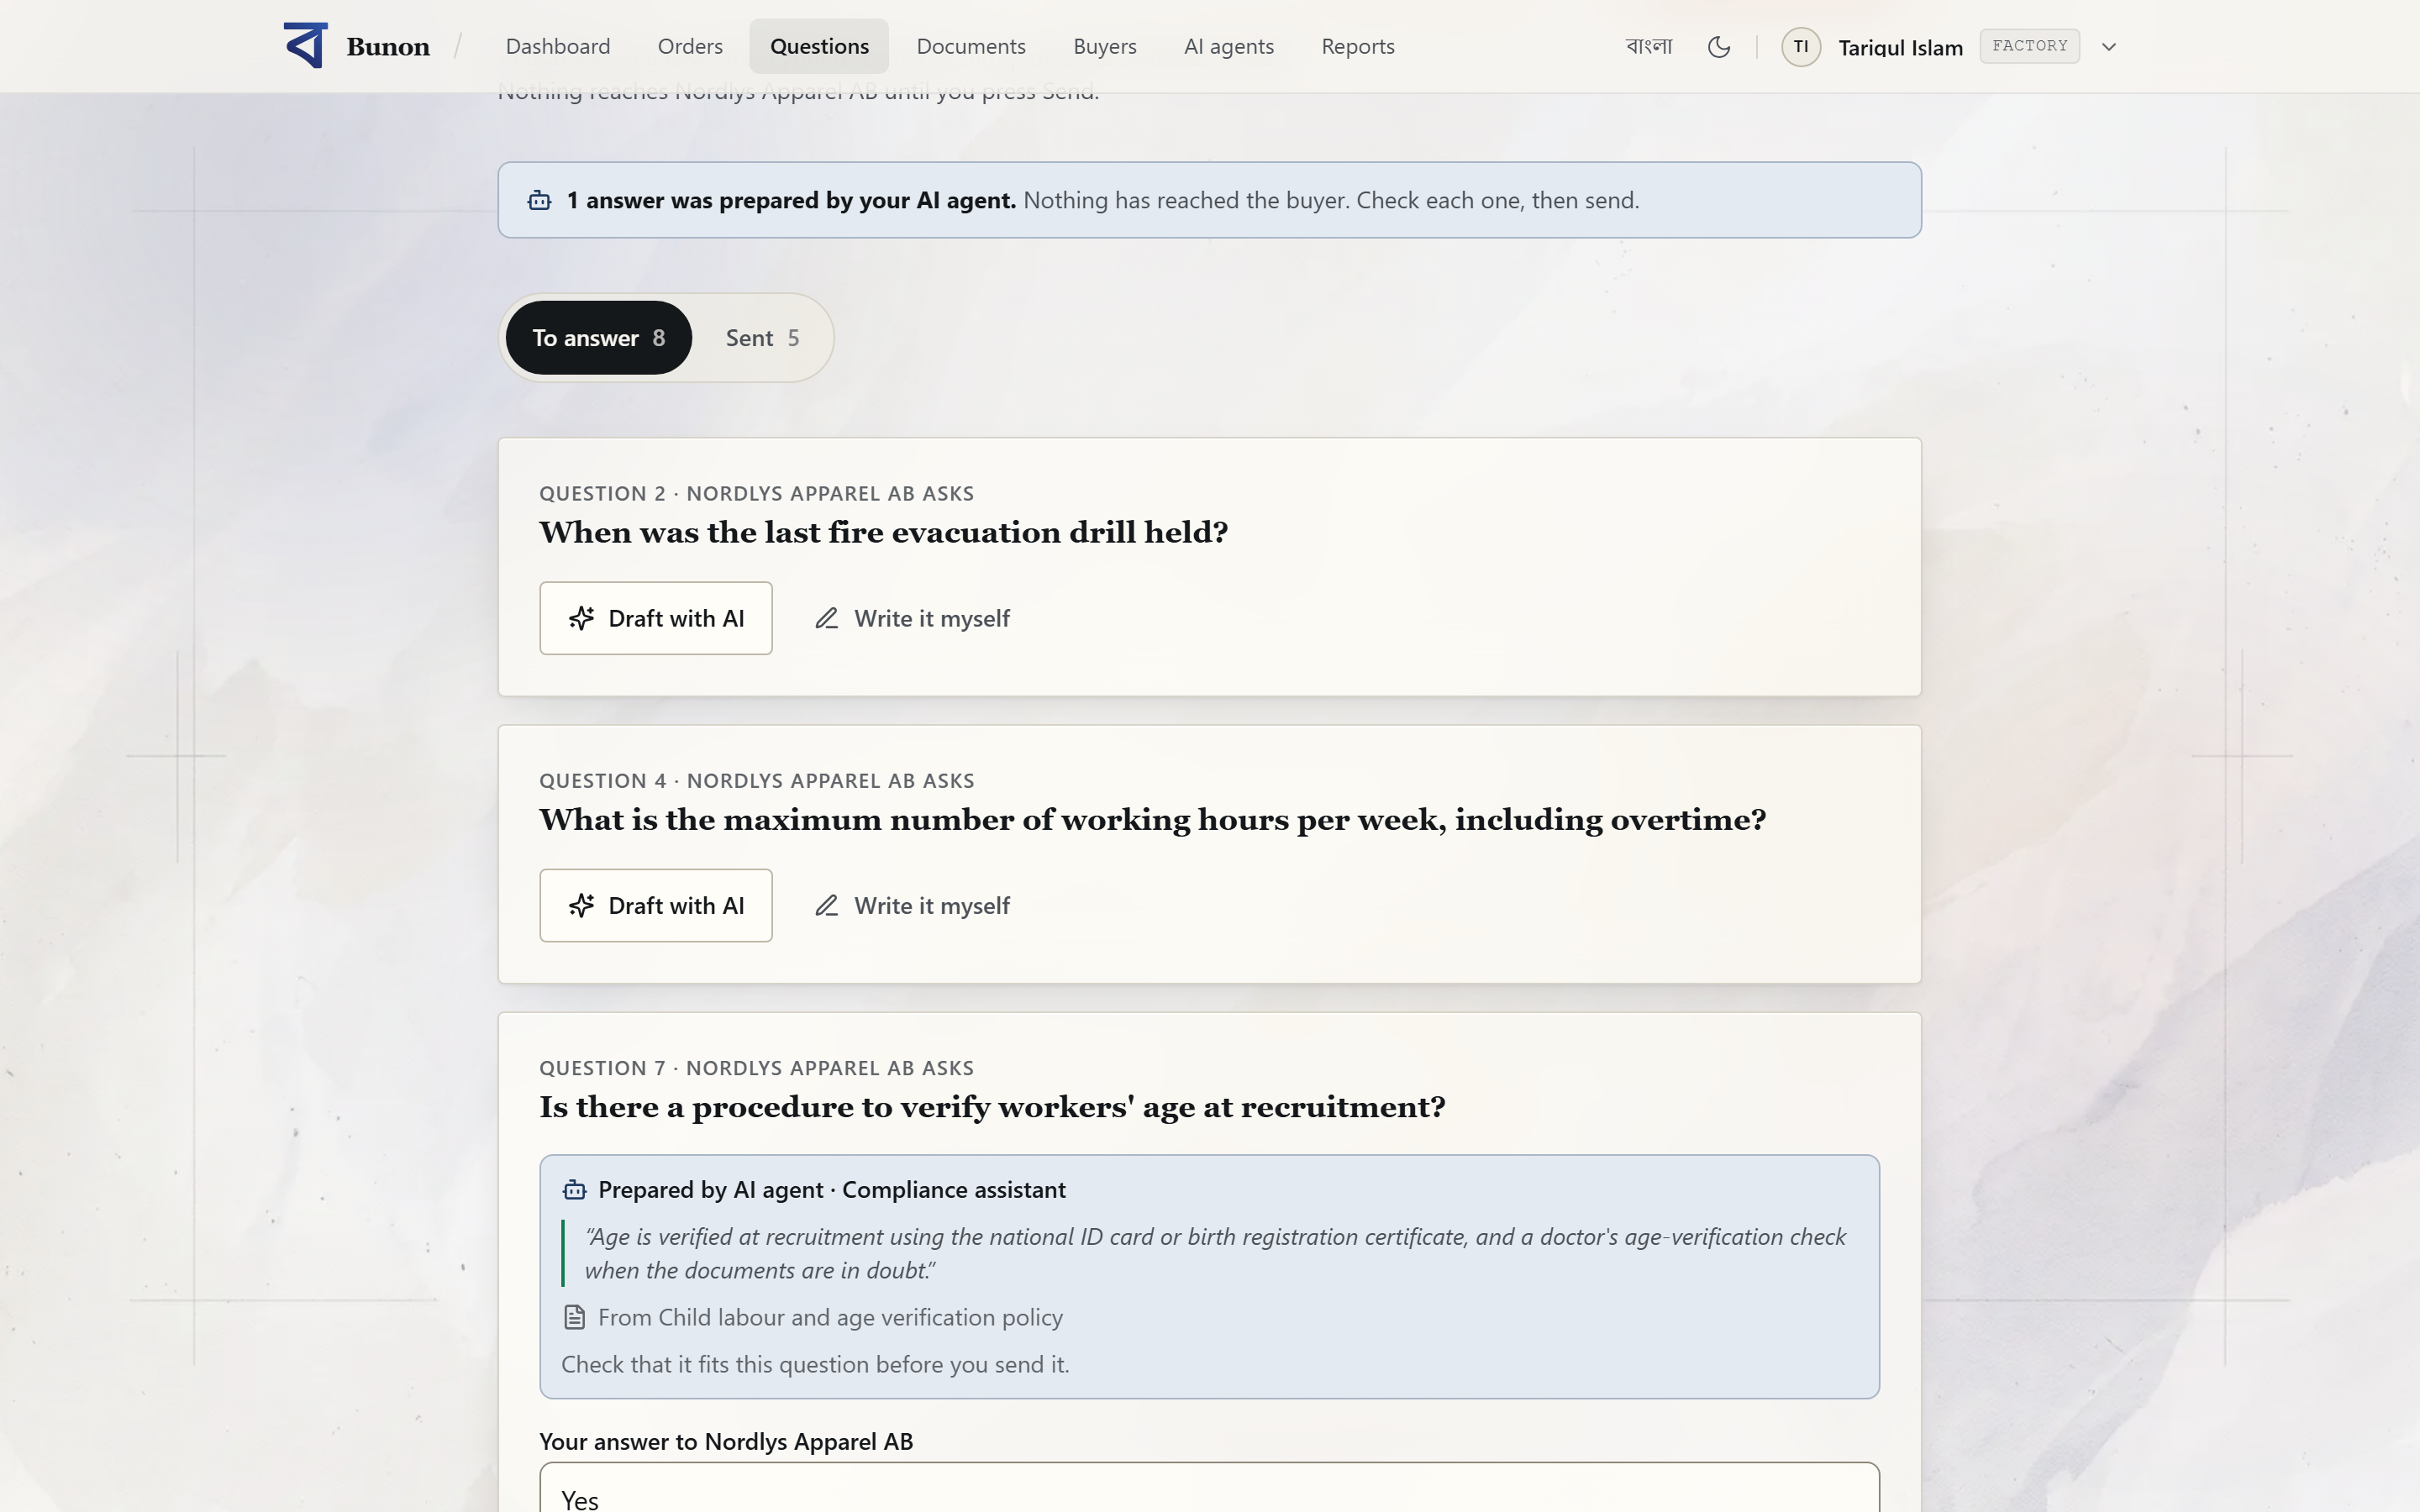 Bunon / Dashboard Orders Questions Documents Buyers AI agents Reports বাংলা TI Tariqul Islam FACTORY
Nothing reaches Nordlys Apparel AB until you press Send.
1 answer was prepared by your AI agent. Nothing has reached the buyer. Check each one, then send.
To answer 8 Sent 5
QUESTION 2 · NORDLYS APPAREL AB ASKS
When was the last fire evacuation drill held?
Draft with AI Write it myself
QUESTION 4 · NORDLYS APPAREL AB ASKS
What is the maximum number of working hours per week, including overtime?
Draft with AI Write it myself
QUESTION 7 · NORDLYS APPAREL AB ASKS
Is there a procedure to verify workers' age at recruitment?
Prepared by AI agent · Compliance assistant
“Age is verified at recruitment using the national ID card or birth registration certificate, and a doctor's age-verification check
when the documents are in doubt.”
From Child labour and age verification policy
Check that it fits this question before you send it.
Your answer to Nordlys Apparel AB
Yes